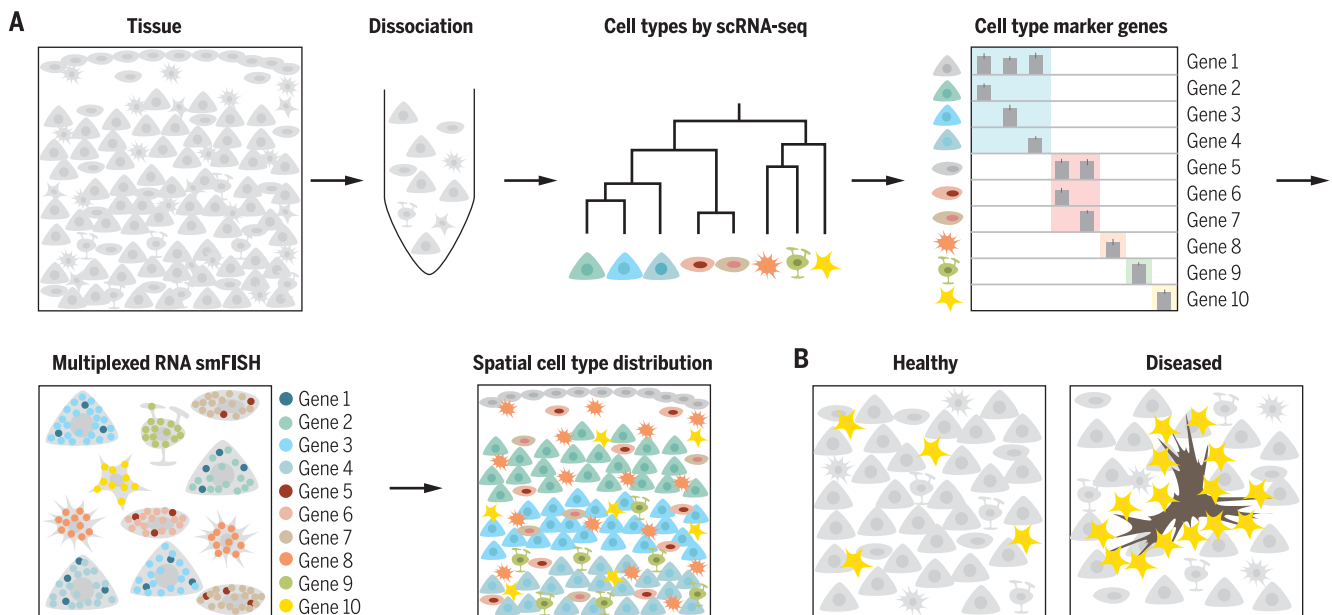 A
Tissue
Dissociation
Cell types by scRNA-seq
Cell type marker genes
Gene 1
Gene 2
Gene 3
Gene 4
Gene 5
Gene 6
Gene 7
Gene 8
Gene 9
Gene 10
Multiplexed RNA smFISH
Gene 1
Gene 2
Gene 3
Gene 4
Gene 5
Gene 6
Gene 7
Gene 8
Gene 9
Gene 10
Spatial cell type distribution
B
Healthy
Diseased